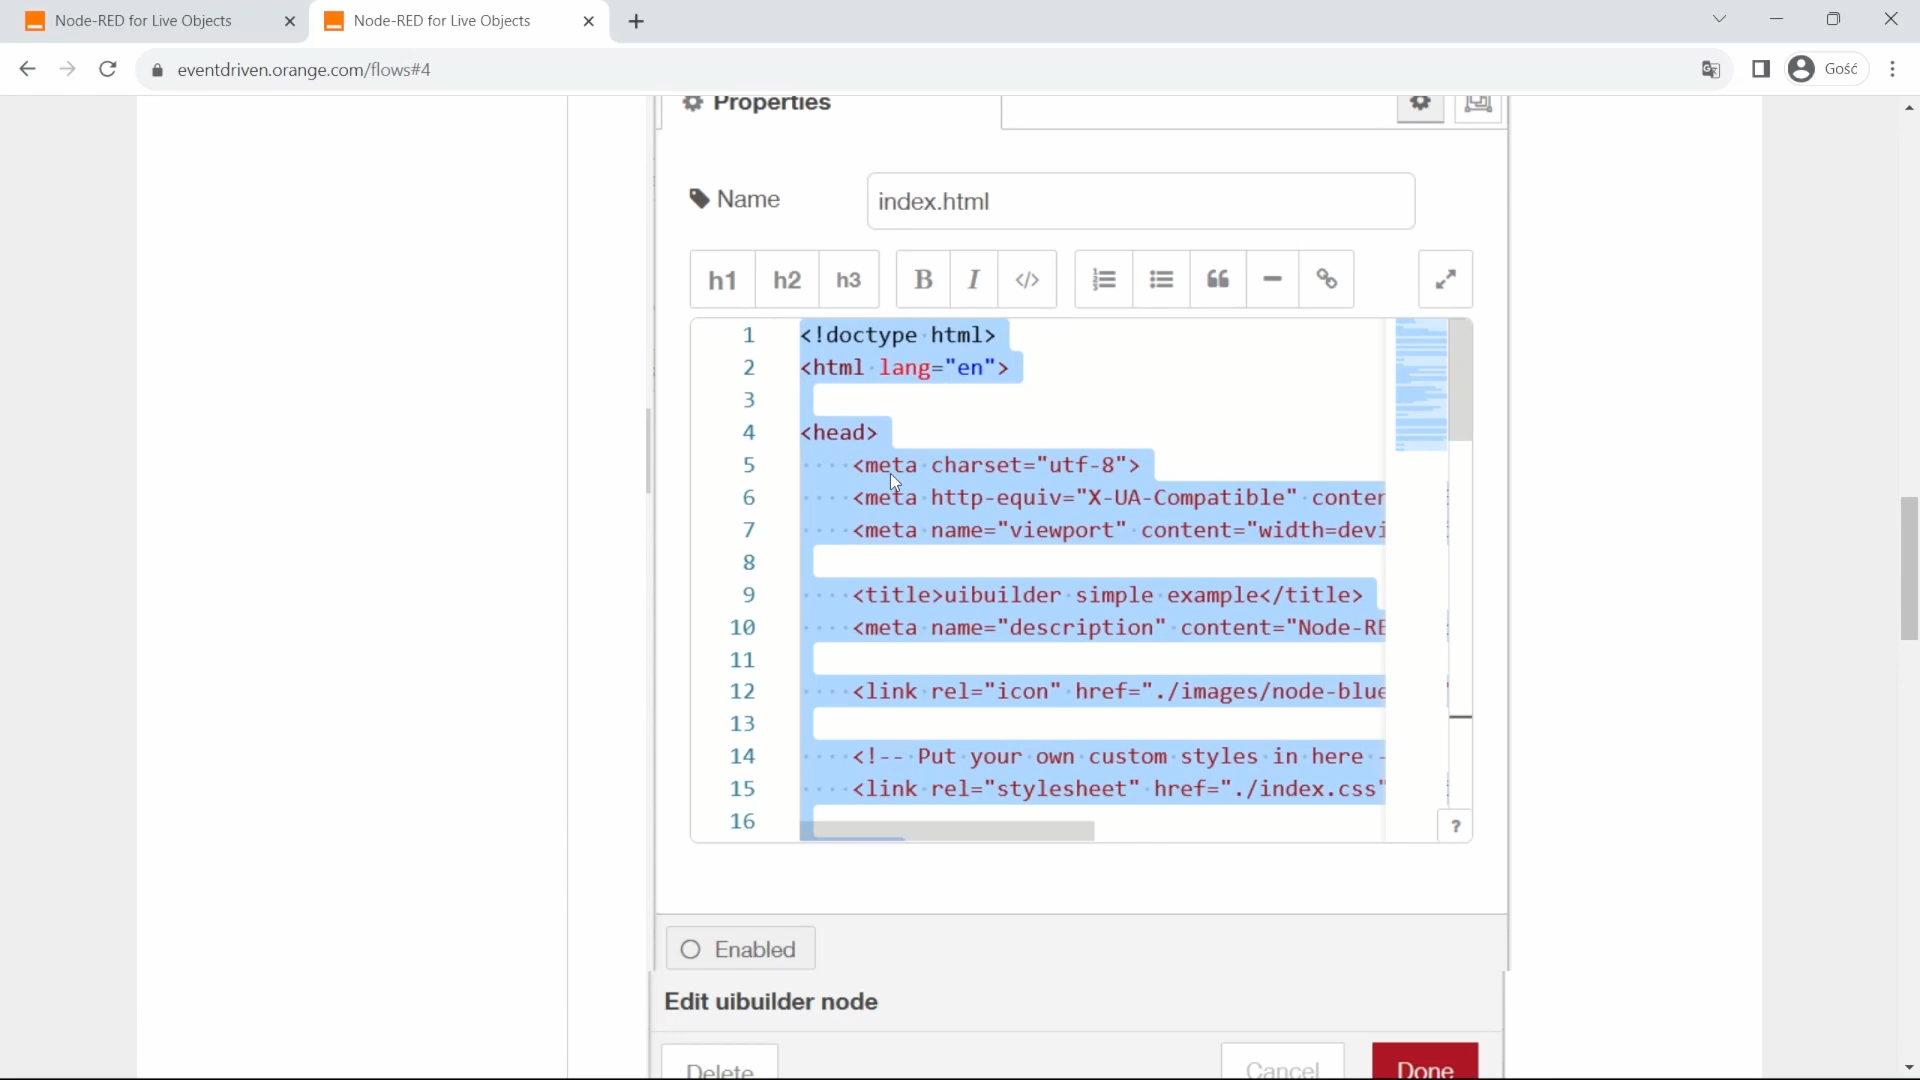 Node-RED for Live Objects
Node-RED for Live Objects
eventdriven.orange.com/flows#4
Gość
Properties
Name
index.html
h1 h2 h3 B I </>
1 <!doctype html>
2 <html lang="en">
3
4 <head>
5 <meta charset="utf-8">
6 <meta http-equiv="X-UA-Compatible" conten
7 <meta name="viewport" content="width=devi
8
9 <title>uibuilder simple example</title>
10 <meta name="description" content="Node-RE
11
12 <link rel="icon" href="./images/node-blue
13
14 <!-- Put your own custom styles in here -
15 <link rel="stylesheet" href="./index.css"
16
?
Enabled
Edit uibuilder node
Delete
Cancel
Done